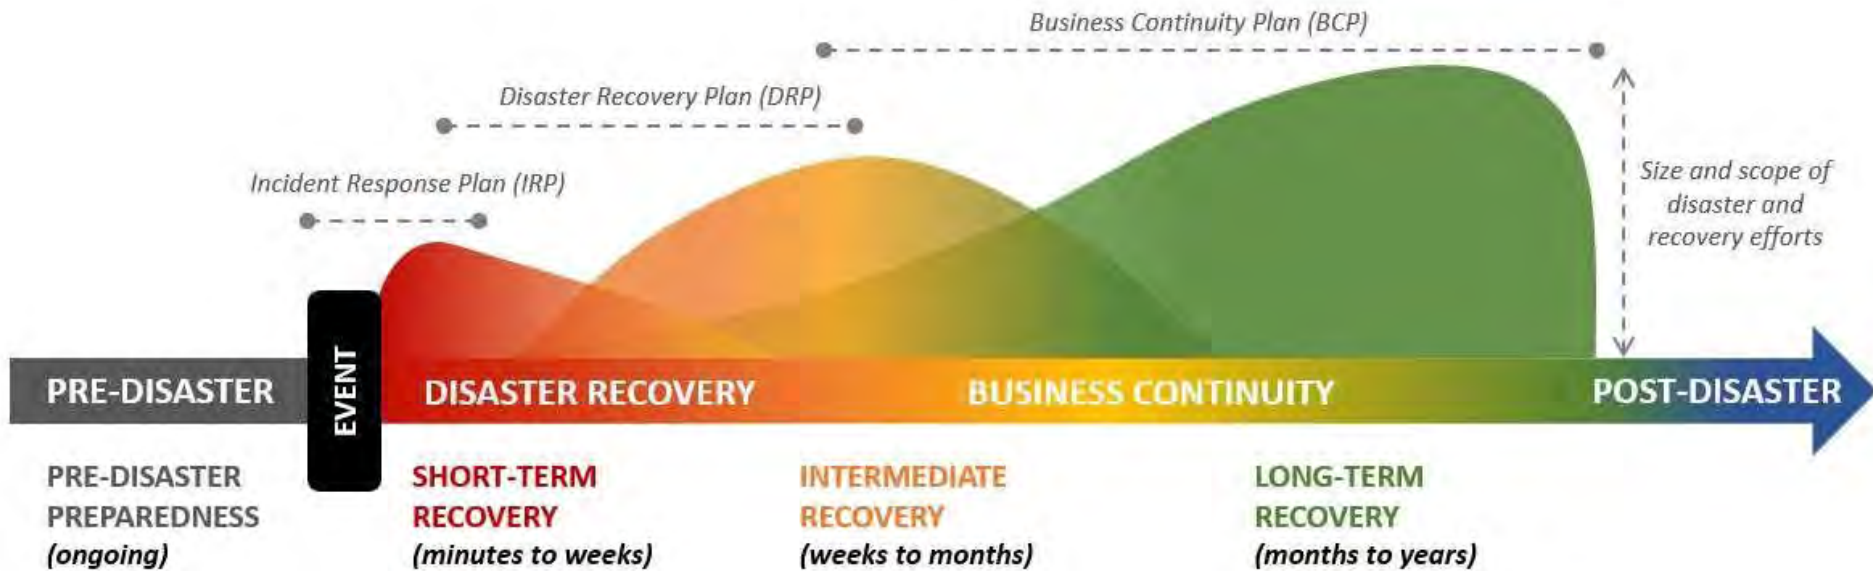 Business Continuity Plan (BCP)
Disaster Recovery Plan (DRP)
Incident Response Plan (IRP)
Size and scope of
disaster and
recovery efforts
PRE-DISASTER
EVENT
DISASTER RECOVERY
BUSINESS CONTINUITY
POST-DISASTER
PRE-DISASTER
PREPAREDNESS
(ongoing)
SHORT-TERM
RECOVERY
(minutes to weeks)
INTERMEDIATE
RECOVERY
(weeks to months)
LONG-TERM
RECOVERY
(months to years)